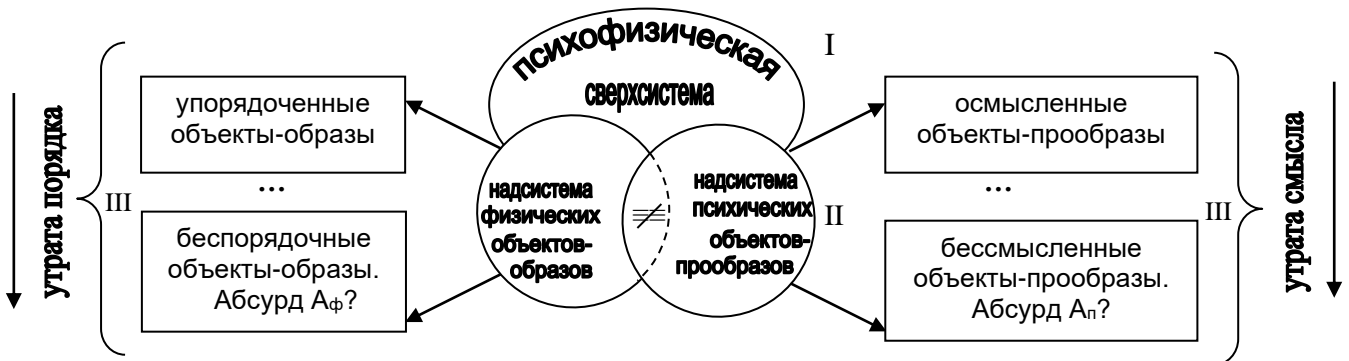 психофизическая
сверхсистема
I
утрата порядка
III
упорядоченные
объекты-образы
...
беспорядочные
объекты-образы.
Абсурд Аф?
надсистема
физических
объектов-
образов
надсистема
психических
объектов-
прообразов
II
осмысленные
объекты-прообразы
...
бессмысленные
объекты-прообразы.
Абсурд Ап?
III
утрата смысла